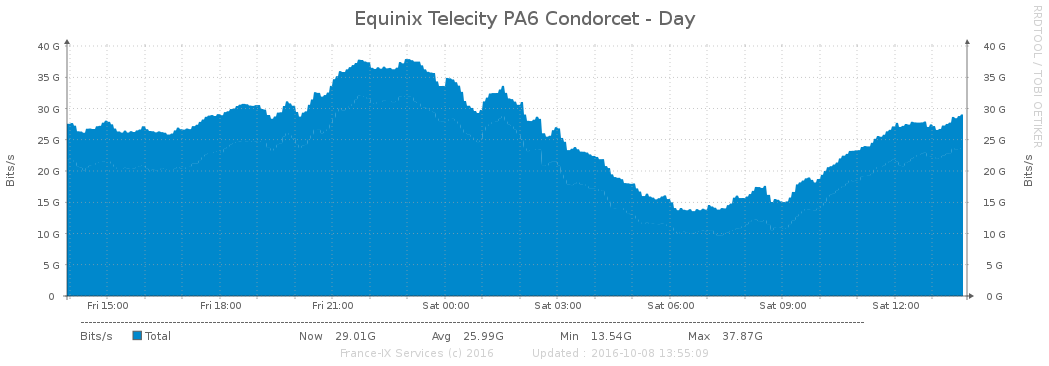 Equinix Telecity PA6 Condorcet - Day
RRDTOOL / TOBI OETIKER
Bits/s
40 G
35 G
30 G
25 G
20 G
15 G
10 G
5 G
0
40 G
35 G
30 G
25 G
20 G
15 G
10 G
5 G
0 G
Bits/s
Fri 15:00 Fri 18:00 Fri 21:00 Sat 00:00 Sat 03:00 Sat 06:00 Sat 09:00 Sat 12:00
Bits/s Total Now 29.01G Avg 25.99G Min 13.54G Max 37.87G
France-IX Services (c) 2016 Updated : 2016-10-08 13:55:09